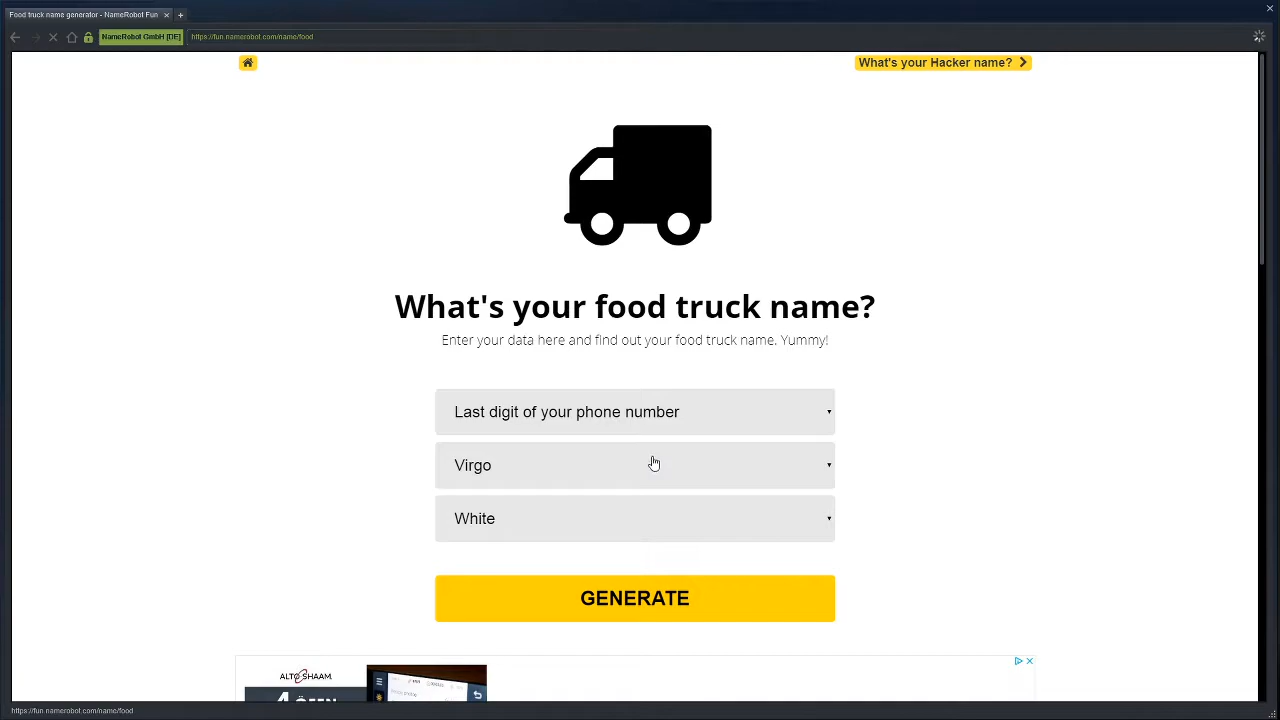 Food truck name generator - NameRobot Fun
NameRobot GmbH [DE] https://fun.namerobot.com/name/food
What's your Hacker name?
What's your food truck name?
Enter your data here and find out your food truck name. Yummy!
Last digit of your phone number
Virgo
White
GENERATE
ALTO-SHAAM.
https://fun.namerobot.com/name/food